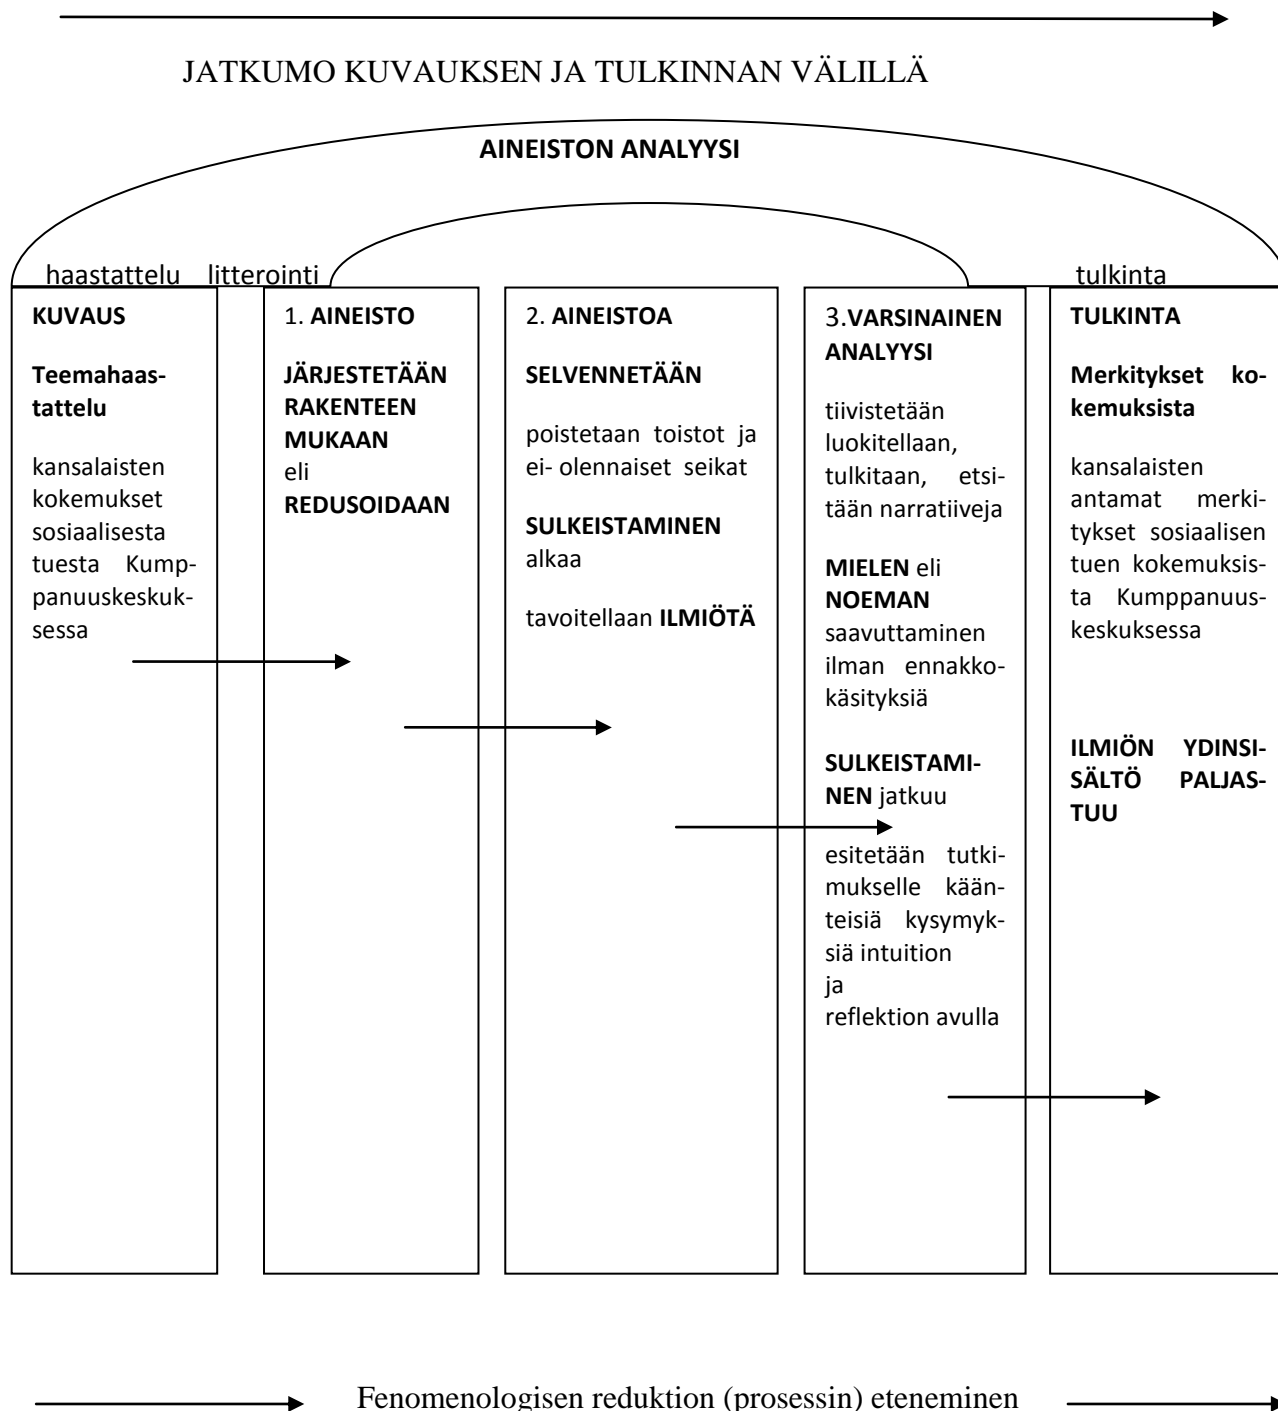 JATKUMO KUVAUKSEN JA TULKINNAN VÄLILLÄ
AINEISTON ANALYYSI
haastattelu litterointi
tulkinta
KUVAUS
Teemahaas-
tattelu
kansalaisten
kokemukset
sosiaalisesta
tuesta Kump-
panuuskeskuk-
sessa
1. AINEISTO
JÄRJESTETÄÄN
RAKENTEEN
MUKAAN
eli
REDUSOIDAAN
2. AINEISTOA
SELVENNETÄÄN
poistetaan toistot ja
ei- olennaiset seikat
SULKEISTAMINEN
alkaa
tavoitellaan ILMIÖTÄ
3.VARSINAINEN
ANALYYSI
tiivistetään
luokitellaan,
tulkitaan, etsi-
tään narratiiveja
MIELEN eli
NOEMAN
saavuttaminen
ilman ennakko-
käsityksiä
SULKEISTAMI-
NEN jatkuu
esitetään tutki-
mukselle kään-
teisiä kysymyk-
siä intuition
ja
reflektion avulla
TULKINTA
Merkitykset ko-
kemuksista
kansalaisten
antamat merki-
tykset sosiaalisen
tuen kokemuksis-
ta Kumppanuus-
keskuksessa
ILMIÖN YDINSI-
SÄLTÖ PALJAS-
TUU
Fenomenologisen reduktion (prosessin) eteneminen